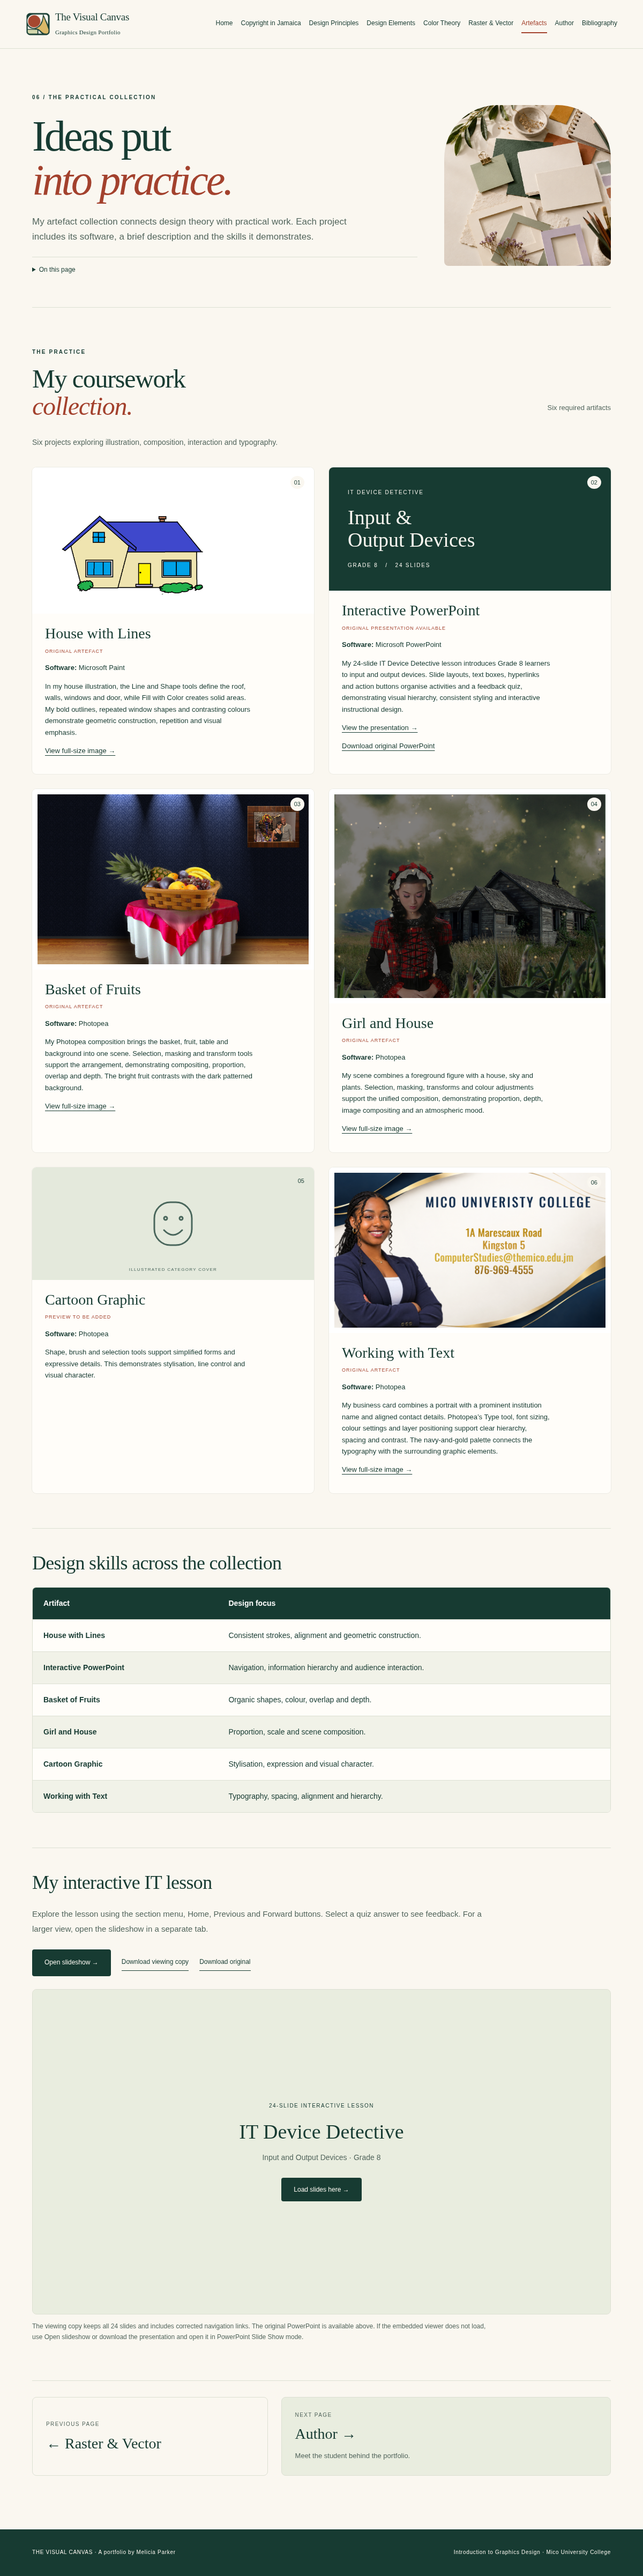 The Visual Canvas
Graphics Design Portfolio
Home Copyright in Jamaica Design Principles Design Elements Color Theory Raster & Vector Artefacts Author Bibliography
06 / THE PRACTICAL COLLECTION
Ideas put
into practice.
My artefact collection connects design theory with practical work. Each project
includes its software, a brief description and the skills it demonstrates.
On this page
THE PRACTICE
My coursework
collection.
Six required artifacts
Six projects exploring illustration, composition, interaction and typography.
01
House with Lines
ORIGINAL ARTEFACT
Software: Microsoft Paint
In my house illustration, the Line and Shape tools define the roof,
walls, windows and door, while Fill with Color creates solid areas.
My bold outlines, repeated window shapes and contrasting colours
demonstrate geometric construction, repetition and visual
emphasis.
View full-size image →
02
IT DEVICE DETECTIVE
Input &
Output Devices
GRADE 8 / 24 SLIDES
Interactive PowerPoint
ORIGINAL PRESENTATION AVAILABLE
Software: Microsoft PowerPoint
My 24-slide IT Device Detective lesson introduces Grade 8 learners
to input and output devices. Slide layouts, text boxes, hyperlinks
and action buttons organise activities and a feedback quiz,
demonstrating visual hierarchy, consistent styling and interactive
instructional design.
View the presentation →
Download original PowerPoint
03
Basket of Fruits
ORIGINAL ARTEFACT
Software: Photopea
My Photopea composition brings the basket, fruit, table and
background into one scene. Selection, masking and transform tools
support the arrangement, demonstrating compositing, proportion,
overlap and depth. The bright fruit contrasts with the dark patterned
background.
View full-size image →
04
Girl and House
ORIGINAL ARTEFACT
Software: Photopea
My scene combines a foreground figure with a house, sky and
plants. Selection, masking, transforms and colour adjustments
support the unified composition, demonstrating proportion, depth,
image compositing and an atmospheric mood.
View full-size image →
05
ILLUSTRATED CATEGORY COVER
Cartoon Graphic
PREVIEW TO BE ADDED
Software: Photopea
Shape, brush and selection tools support simplified forms and
expressive details. This demonstrates stylisation, line control and
visual character.
06
MICO UNIVERISTY COLLEGE
1A Marescaux Road
Kingston 5
ComputerStudies@themico.edu.jm
876-969-4555
Working with Text
ORIGINAL ARTEFACT
Software: Photopea
My business card combines a portrait with a prominent institution
name and aligned contact details. Photopea's Type tool, font sizing,
colour settings and layer positioning support clear hierarchy,
spacing and contrast. The navy-and-gold palette connects the
typography with the surrounding graphic elements.
View full-size image →
Design skills across the collection
Artifact Design focus
House with Lines Consistent strokes, alignment and geometric construction.
Interactive PowerPoint Navigation, information hierarchy and audience interaction.
Basket of Fruits Organic shapes, colour, overlap and depth.
Girl and House Proportion, scale and scene composition.
Cartoon Graphic Stylisation, expression and visual character.
Working with Text Typography, spacing, alignment and hierarchy.
My interactive IT lesson
Explore the lesson using the section menu, Home, Previous and Forward buttons. Select a quiz answer to see feedback. For a
larger view, open the slideshow in a separate tab.
Open slideshow → Download viewing copy Download original
24-SLIDE INTERACTIVE LESSON
IT Device Detective
Input and Output Devices · Grade 8
Load slides here →
The viewing copy keeps all 24 slides and includes corrected navigation links. The original PowerPoint is available above. If the embedded viewer does not load,
use Open slideshow or download the presentation and open it in PowerPoint Slide Show mode.
PREVIOUS PAGE
← Raster & Vector
NEXT PAGE
Author →
Meet the student behind the portfolio.
THE VISUAL CANVAS · A portfolio by Melicia Parker
Introduction to Graphics Design · Mico University College